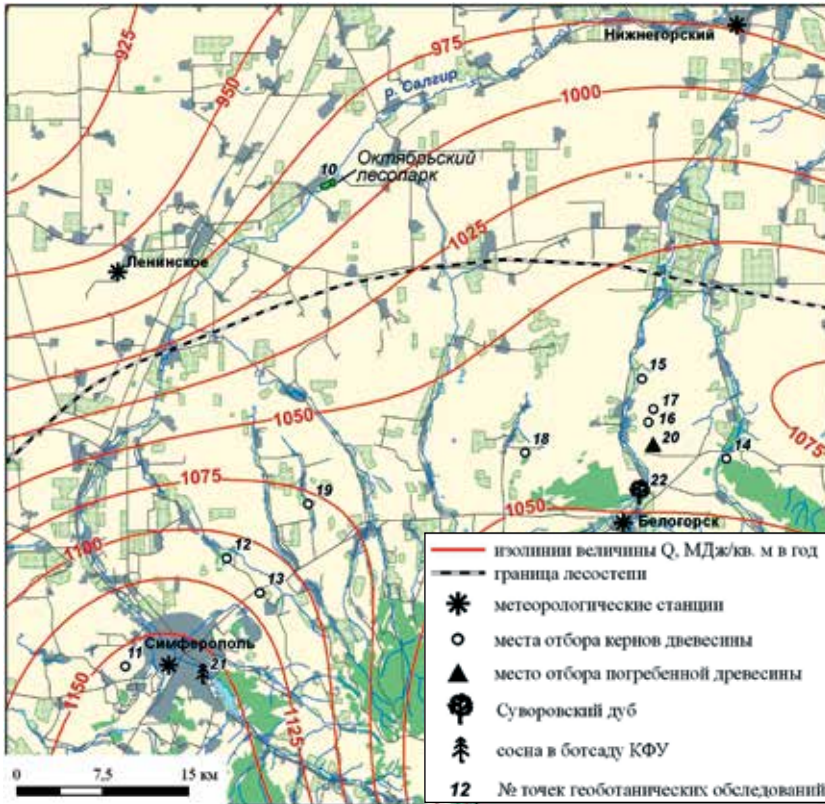 925
950
975
Нижнегорский
р. Салгир
1000
10
Октябрьский
лесопарк
1025
Ленинское
15
17
16
1050
20
1075
18
14
1075
22
19
1050
Белогорск
1100
12
13
Симферополь
11
21
1150
1125
0 7,5 15 км
изолинии величины Q, МДж/кв. м в год
граница лесостепи
метеорологические станции
места отбора кернов двевесины
место отбора погребенной древесины
Суворовский дуб
сосна в ботсаду КФУ
12 № точек геоботанических обследований